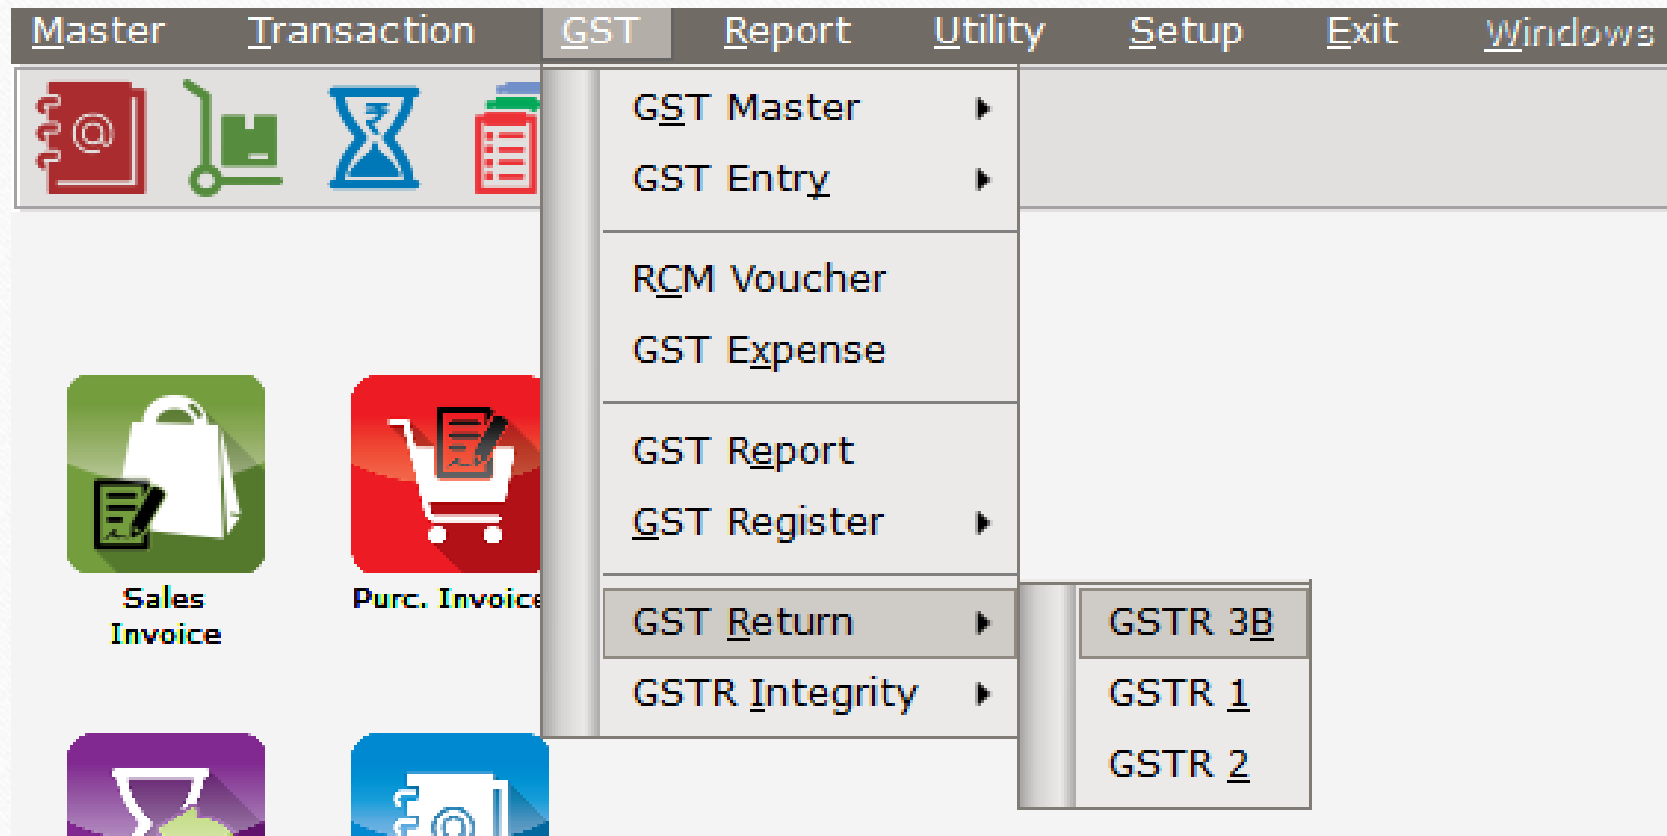 Master Transaction GST Report Utility Setup Exit Windows
GST Master
GST Entry
RCM Voucher
GST Expense
GST Report
GST Register
GST Return
GSTR Integrity
GSTR 3B
GSTR 1
GSTR 2
Sales
Invoice
Purc. Invoice